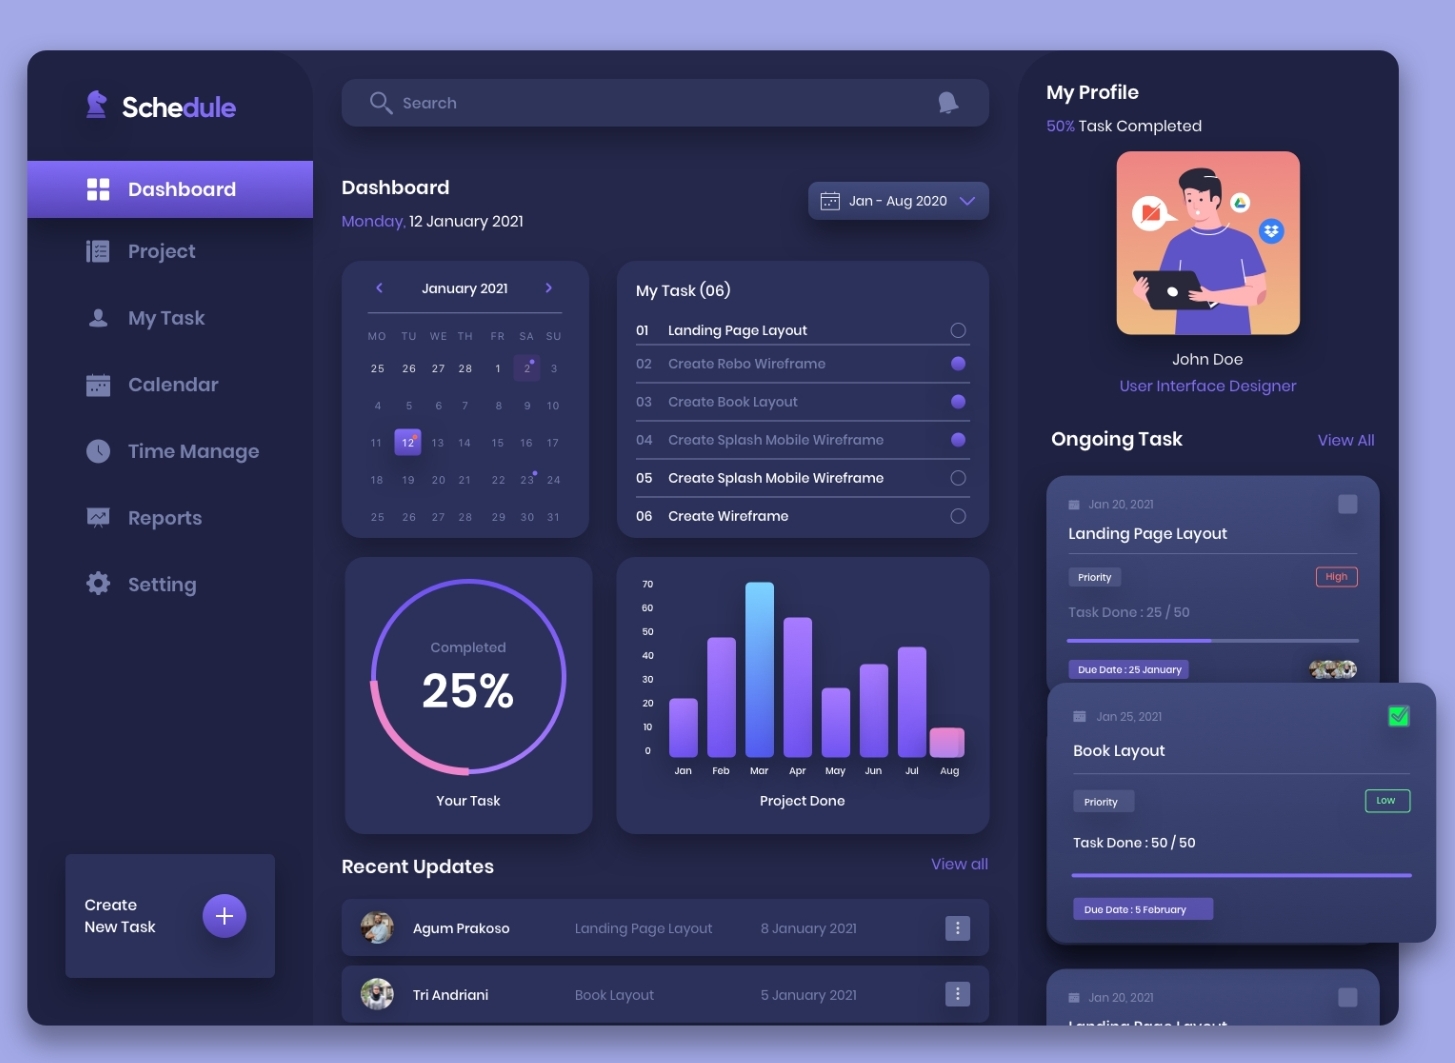 Schedule
Dashboard
Project
My Task
Calendar
Time Manage
Reports
Setting
Create
New Task
Search
Dashboard
Monday, 12 January 2021
Jan - Aug 2020
January 2021
MO TU WE TH FR SA SU
25 26 27 28 1 2 3
4 5 6 7 8 9 10
11 12 13 14 15 16 17
18 19 20 21 22 23 24
25 26 27 28 29 30 31
My Task (06)
01 Landing Page Layout
02 Create Rebo Wireframe
03 Create Book Layout
04 Create Splash Mobile Wireframe
05 Create Splash Mobile Wireframe
06 Create Wireframe
Completed
25%
Your Task
70
60
50
40
30
20
10
0
Jan Feb Mar Apr May Jun Jul Aug
Project Done
Recent Updates
View all
Agum Prakoso Landing Page Layout 8 January 2021
Tri Andriani Book Layout 5 January 2021
My Profile
50% Task Completed
John Doe
User Interface Designer
Ongoing Task
View All
Jan 20, 2021
Landing Page Layout
Priority
High
Task Done : 25 / 50
Due Date : 25 January
Jan 25, 2021
Book Layout
Priority
Low
Task Done : 50 / 50
Due Date : 5 February
Jan 20, 2021
Landing Page Layout